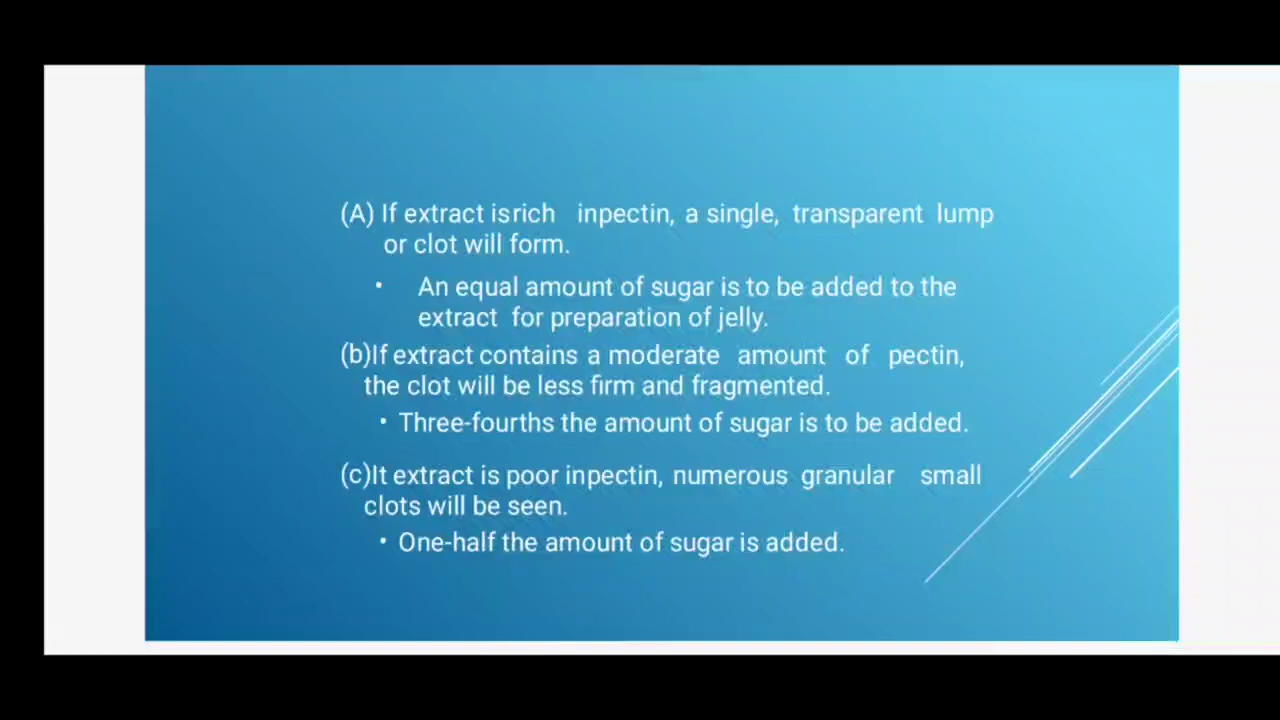 (A) If extract is rich inpectin, a single, transparent lump
or clot will form.
• An equal amount of sugar is to be added to the
extract for preparation of jelly.
(b)If extract contains a moderate amount of pectin,
the clot will be less firm and fragmented.
• Three-fourths the amount of sugar is to be added.
(c)It extract is poor inpectin, numerous granular small
clots will be seen.
• One-half the amount of sugar is added.